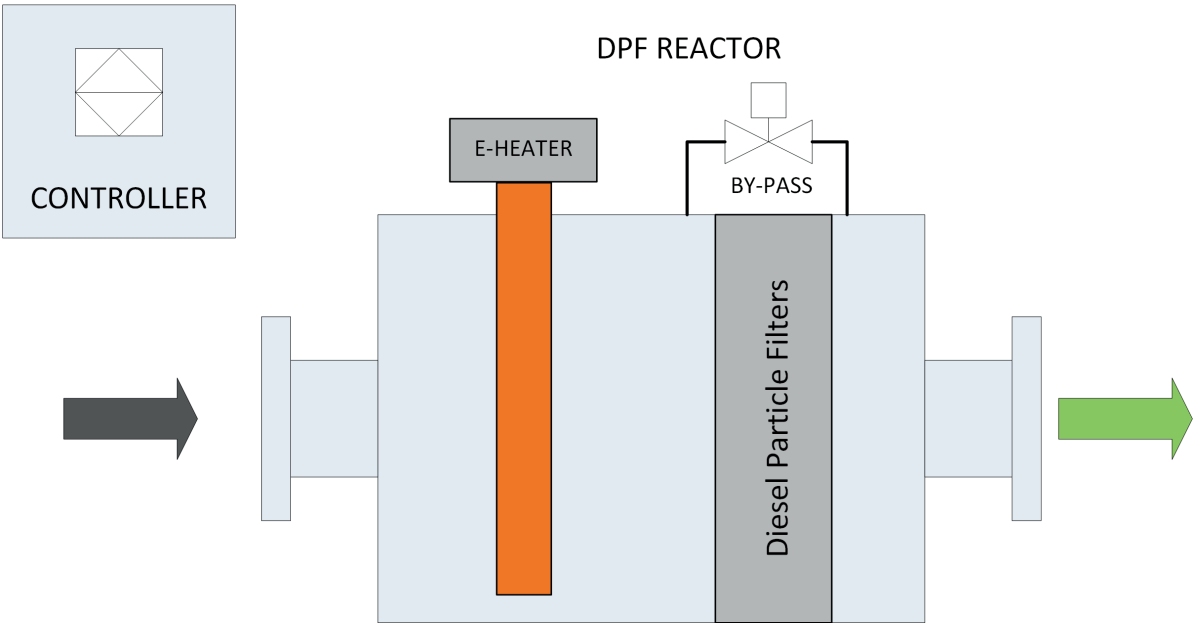 DPF REACTOR
E-HEATER
BY-PASS
CONTROLLER
Diesel Particle Filters